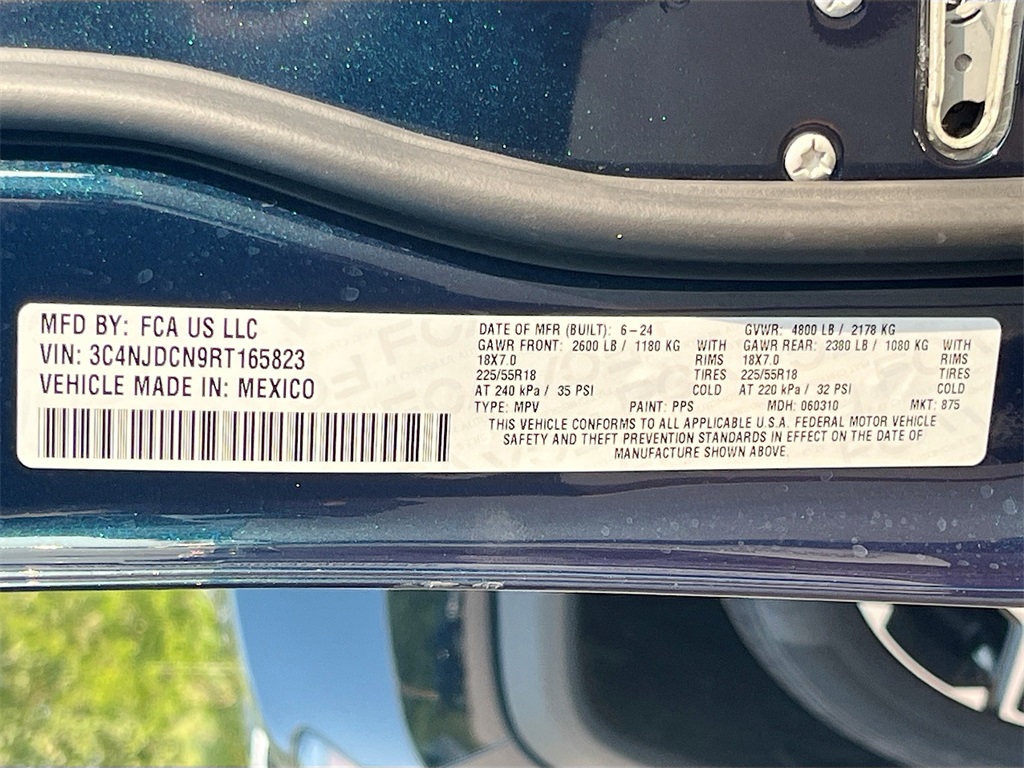 MFD BY: FCA US LLC
VIN: 3C4NJDCN9RT165823
VEHICLE MADE IN: MEXICO
DATE OF MFR (BUILT): 6-24 GVWR: 4800 LB / 2178 KG
GAWR FRONT: 2600 LB / 1180 KG WITH GAWR REAR: 2380 LB / 1080 KG WITH
18X7.0 RIMS 18X7.0 RIMS
225/55R18 TIRES 225/55R18 TIRES
AT 240 kPa / 35 PSI COLD AT 220 kPa / 32 PSI COLD
TYPE: MPV PAINT: PPS MDH: 060310 MKT: 875
THIS VEHICLE CONFORMS TO ALL APPLICABLE U.S.A. FEDERAL MOTOR VEHICLE
SAFETY AND THEFT PREVENTION STANDARDS IN EFFECT ON THE DATE OF
MANUFACTURE SHOWN ABOVE.